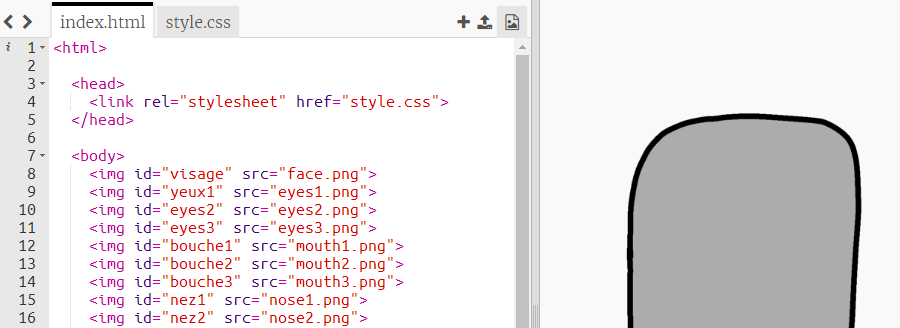 index.html style.css
i 1 <html>
2
3 <head>
4 <link rel="stylesheet" href="style.css">
5 </head>
6
7 <body>
8 <img id="visage" src="face.png">
9 <img id="yeux1" src="eyes1.png">
10 <img id="eyes2" src="eyes2.png">
11 <img id="eyes3" src="eyes3.png">
12 <img id="bouche1" src="mouth1.png">
13 <img id="bouche2" src="mouth2.png">
14 <img id="bouche3" src="mouth3.png">
15 <img id="nez1" src="nose1.png">
16 <img id="nez2" src="nose2.png">